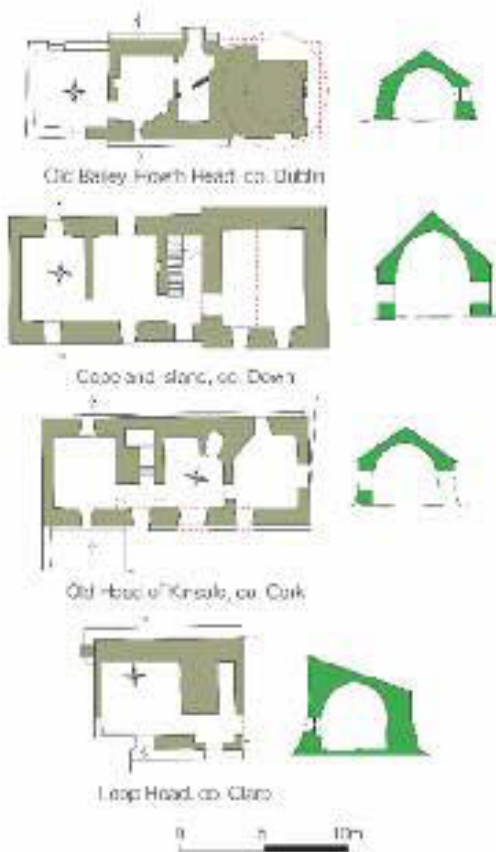 Old Bailey, Howth Head, co. Dublin
Copeland Island, co. Down
Old Head of Kinsale, co. Cork
Loop Head, co. Clare
0 5 10m